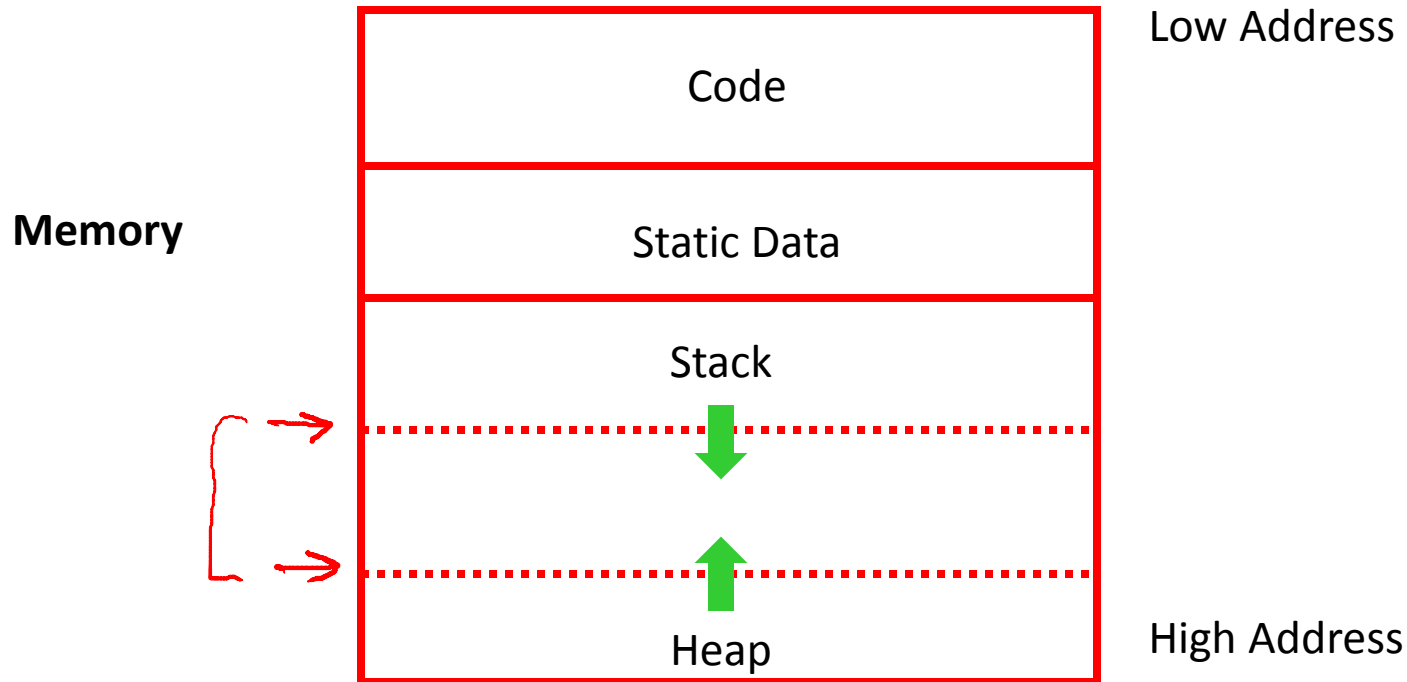 Low Address
Code
Memory
Static Data
Stack
High Address
Heap